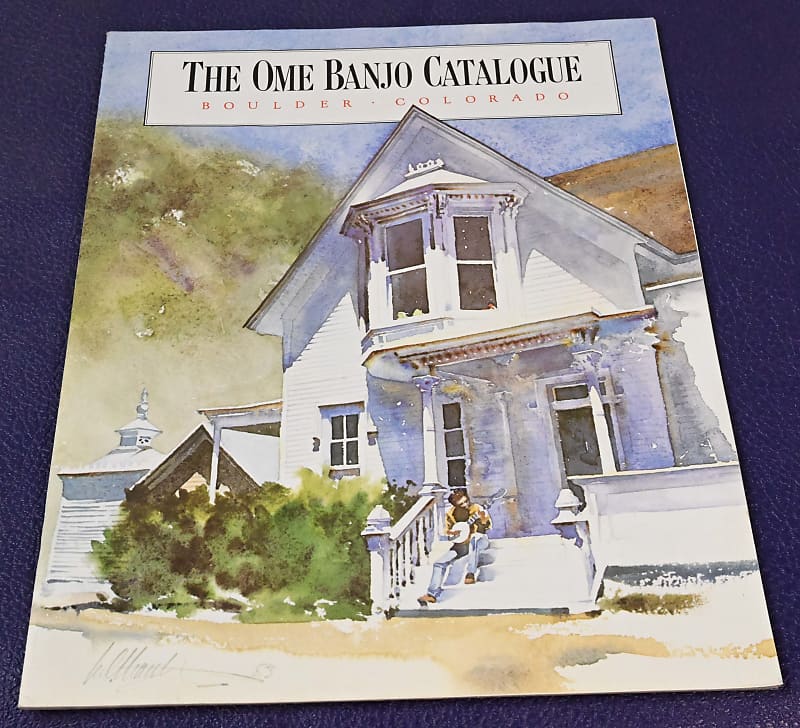 THE OME BANJO CATALOGUE
BOULDER · COLORADO